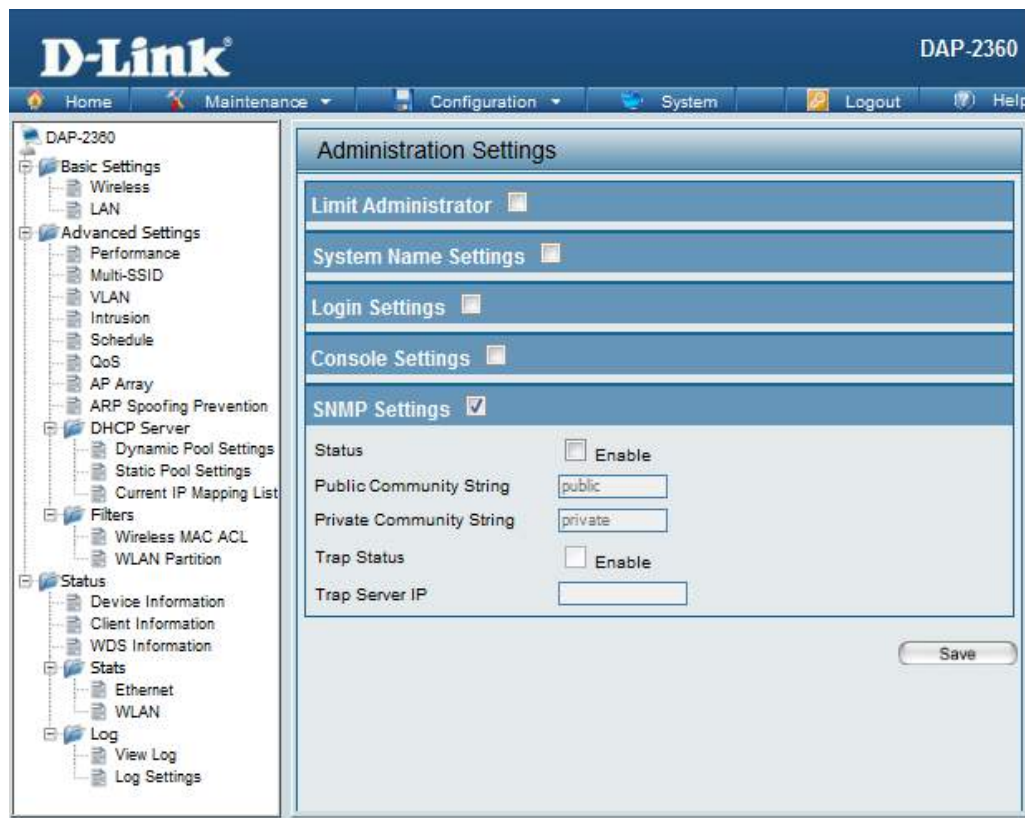 D-Link®
DAP-2360
Home
Maintenance
Configuration
System
Logout
Help
DAP-2360
Basic Settings
Wireless
LAN
Advanced Settings
Performance
Multi-SSID
VLAN
Intrusion
Schedule
QoS
AP Array
ARP Spoofing Prevention
DHCP Server
Dynamic Pool Settings
Static Pool Settings
Current IP Mapping List
Filters
Wireless MAC ACL
WLAN Partition
Status
Device Information
Client Information
WDS Information
Stats
Ethernet
WLAN
Log
View Log
Log Settings
Administration Settings
Limit Administrator
System Name Settings
Login Settings
Console Settings
SNMP Settings
Status Enable
Public Community String public
Private Community String private
Trap Status Enable
Trap Server IP
Save